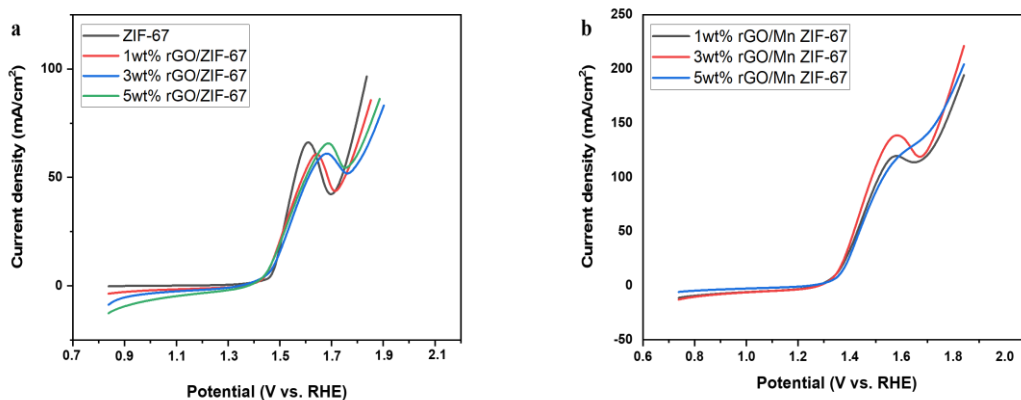 a
ZIF-67
1wt% rGO/ZIF-67
3wt% rGO/ZIF-67
5wt% rGO/ZIF-67
Current density (mA/cm²)
100
50
0
0.7 0.9 1.1 1.3 1.5 1.7 1.9 2.1
Potential (V vs. RHE)
b
1wt% rGO/Mn ZIF-67
3wt% rGO/Mn ZIF-67
5wt% rGO/Mn ZIF-67
Current density (mA/cm²)
250
200
150
100
50
0
-50
0.6 0.8 1.0 1.2 1.4 1.6 1.8 2.0
Potential (V vs. RHE)